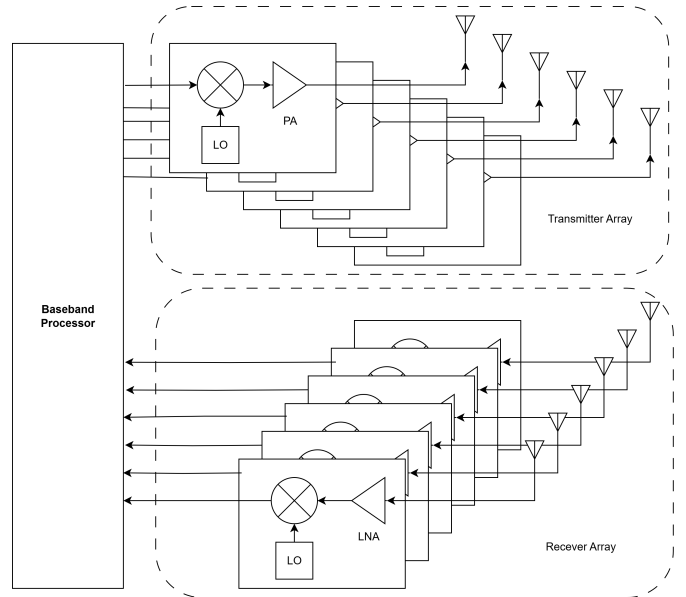 PA
LO
Transmitter Array
Baseband
Processor
LNA
LO
Recever Array